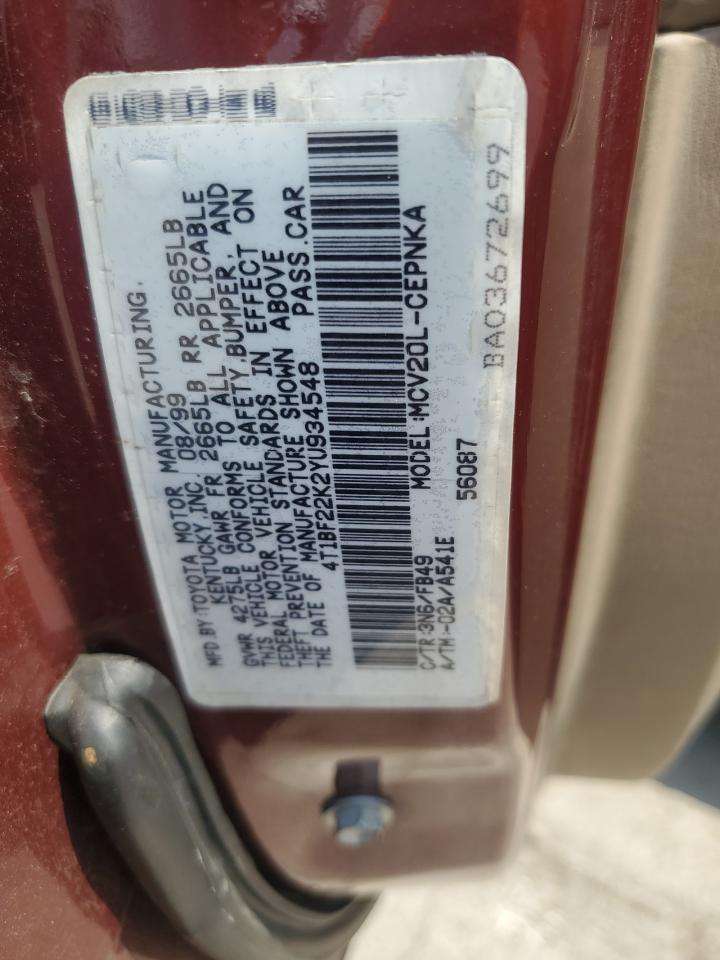 MFD.BY:TOYOTA MOTOR MANUFACTURING.
KENTUCKY,INC. 08/99
GVWR 4275LB GAWR FR 2665LB RR 2665LB
THIS VEHICLE CONFORMS TO ALL APPLICABLE
FEDERAL MOTOR VEHICLE SAFETY,BUMPER, AND
THEFT PREVENTION STANDARDS IN EFFECT ON
THE DATE OF MANUFACTURE SHOWN ABOVE
4T1BF22K2YU934548 PASS.CAR
C/TR:3N6/FB49 MODEL:MCV20L-CEPNKA
A/TM:-02A/A541E 56087
BA03672699